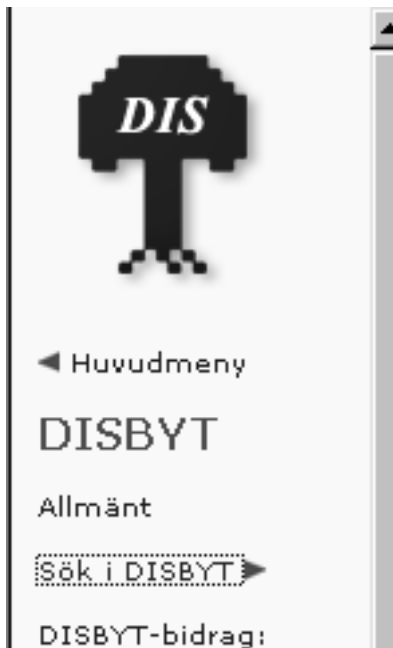 DIS
Huvudmeny
DISBYT
Allmänt
Sök i DISBYT
DISBYT-bidrag: